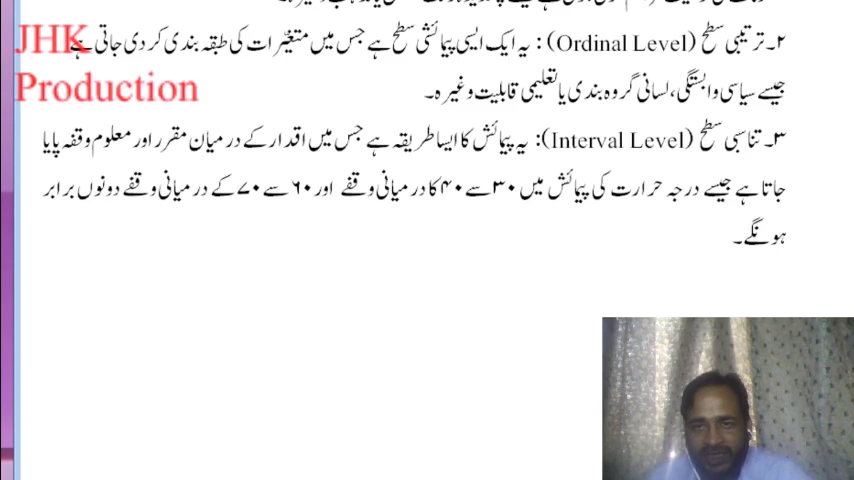 ۲۔ ترتیبی سطح (Ordinal Level) : یہ ایک ایسی پیمائشی سطح ہے جس میں متغیّرات کی طبقہ بندی کر دی جاتی ہے
جیسے سیاسی وابستگی، لسانی گروہ بندی یا تعلیمی قابلیت وغیرہ۔
۳۔ تناسبی سطح (Interval Level): یہ پیمائش کا ایسا طریقہ ہے جس میں اقدار کے درمیان مقرر اور معلوم وقفہ پایا
جاتا ہے جیسے درجہ حرارت کی پیمائش میں ۳۰ سے ۴۰ کا درمیانی وقفے اور ۶۰ سے ۷۰ کے درمیانی وقفے دونوں برابر
ہونگے۔
JHK
Production